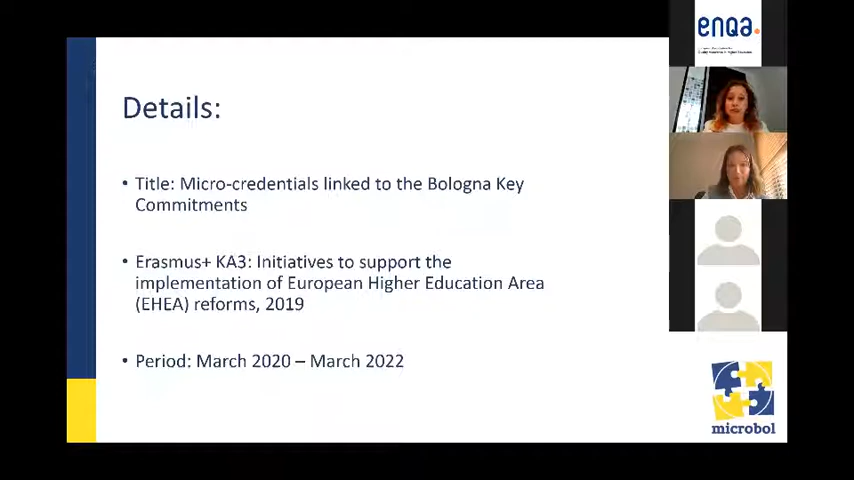 enqa.
Details:
• Title: Micro-credentials linked to the Bologna Key
Commitments
• Erasmus+ KA3: Initiatives to support the
implementation of European Higher Education Area
(EHEA) reforms, 2019
• Period: March 2020 – March 2022
microbol